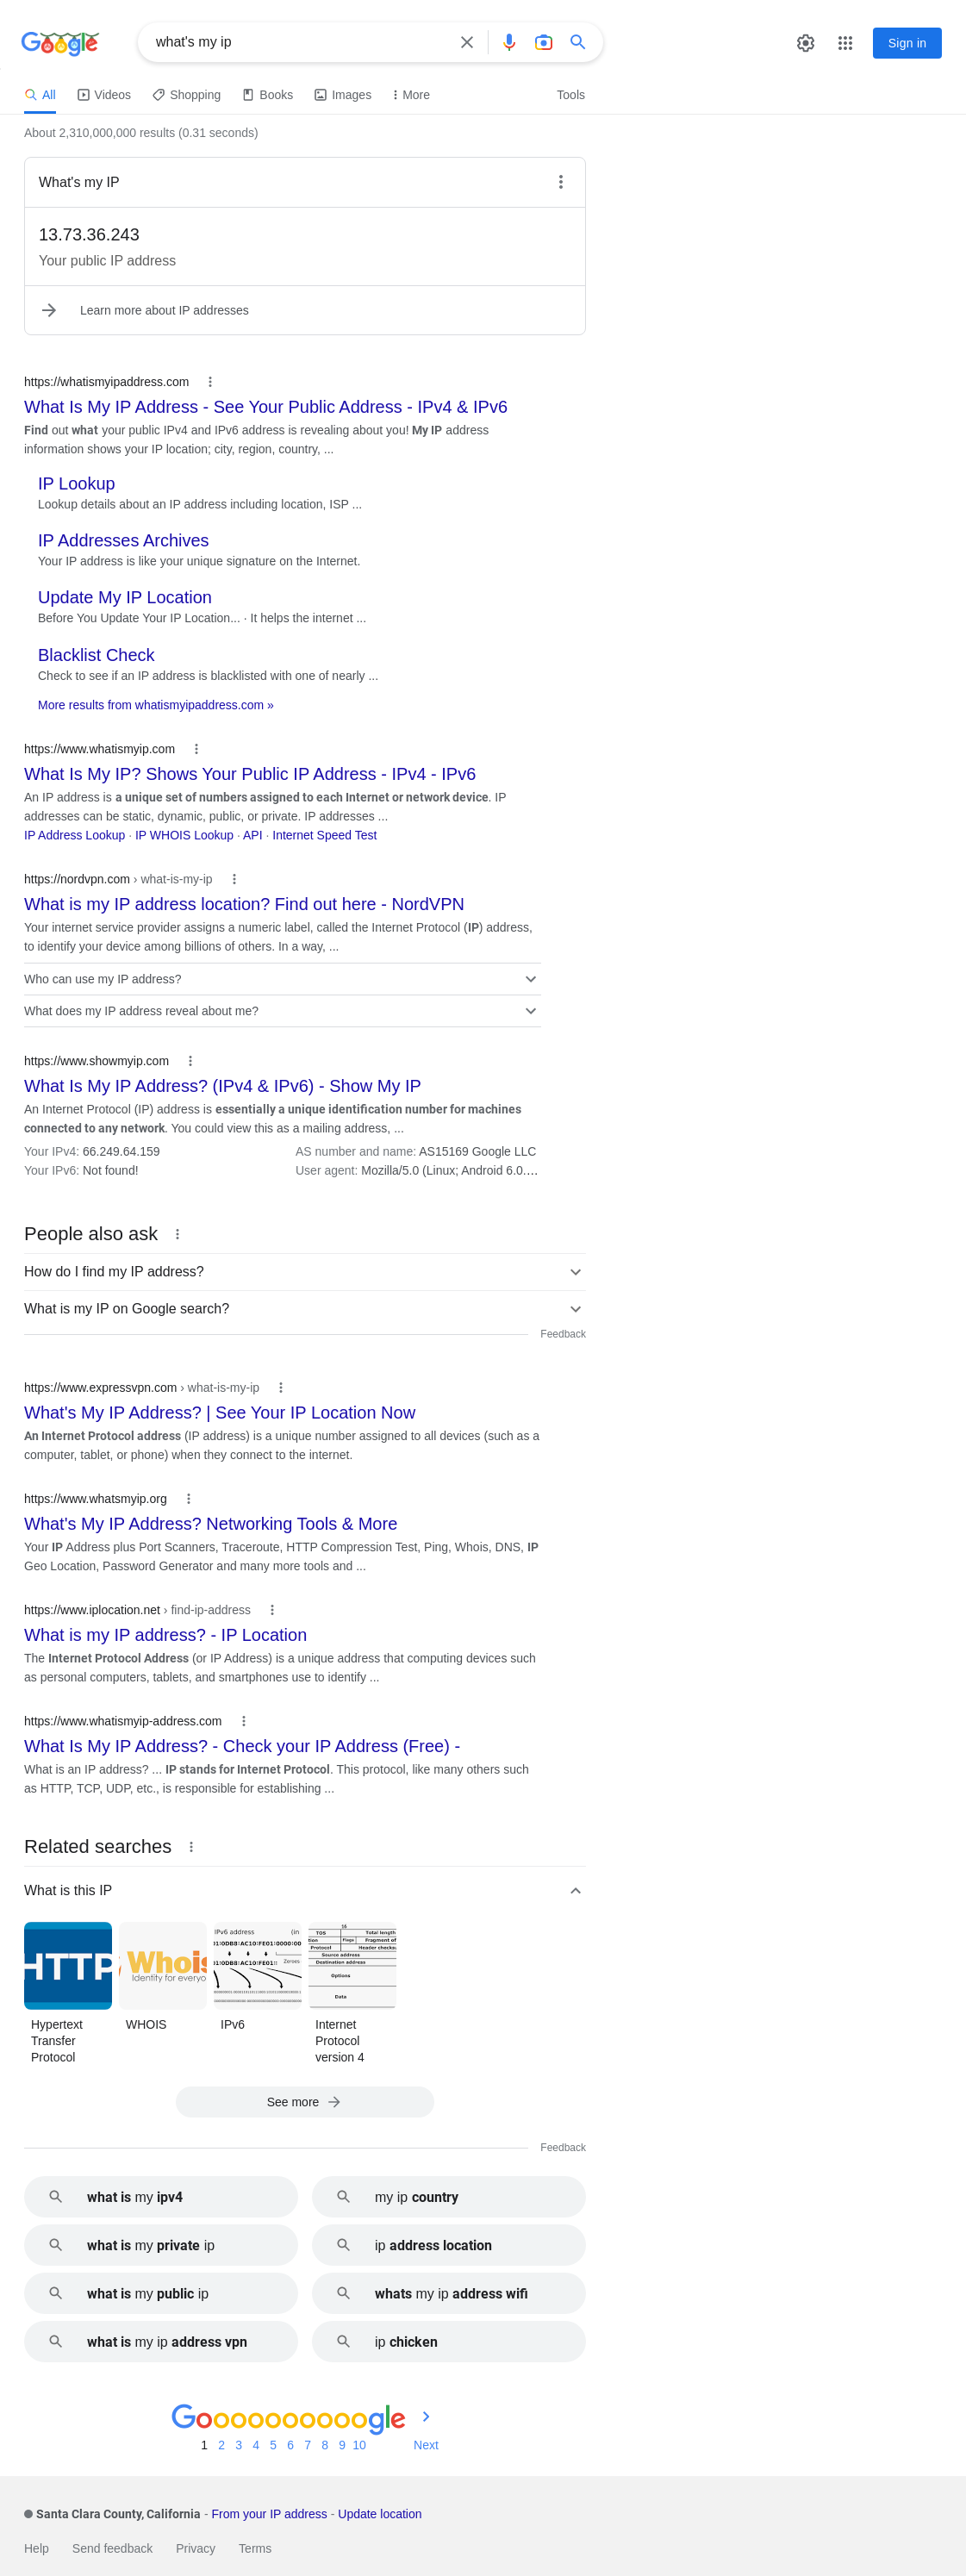 Google
what's my ip
Sign in
All Videos Shopping Books Images More Tools
About 2,310,000,000 results (0.31 seconds)
What's my IP
13.73.36.243
Your public IP address
Learn more about IP addresses
https://whatismyipaddress.com
What Is My IP Address - See Your Public Address - IPv4 & IPv6
Find out what your public IPv4 and IPv6 address is revealing about you! My IP address
information shows your IP location; city, region, country, ...
IP Lookup
Lookup details about an IP address including location, ISP ...
IP Addresses Archives
Your IP address is like your unique signature on the Internet.
Update My IP Location
Before You Update Your IP Location... · It helps the internet ...
Blacklist Check
Check to see if an IP address is blacklisted with one of nearly ...
More results from whatismyipaddress.com »
https://www.whatismyip.com
What Is My IP? Shows Your Public IP Address - IPv4 - IPv6
An IP address is a unique set of numbers assigned to each Internet or network device. IP
addresses can be static, dynamic, public, or private. IP addresses ...
IP Address Lookup · IP WHOIS Lookup · API · Internet Speed Test
https://nordvpn.com › what-is-my-ip
What is my IP address location? Find out here - NordVPN
Your internet service provider assigns a numeric label, called the Internet Protocol (IP) address,
to identify your device among billions of others. In a way, ...
Who can use my IP address?
What does my IP address reveal about me?
https://www.showmyip.com
What Is My IP Address? (IPv4 & IPv6) - Show My IP
An Internet Protocol (IP) address is essentially a unique identification number for machines
connected to any network. You could view this as a mailing address, ...
Your IPv4: 66.249.64.159 AS number and name: AS15169 Google LLC
Your IPv6: Not found! User agent: Mozilla/5.0 (Linux; Android 6.0....
People also ask
How do I find my IP address?
What is my IP on Google search?
Feedback
https://www.expressvpn.com › what-is-my-ip
What's My IP Address? | See Your IP Location Now
An Internet Protocol address (IP address) is a unique number assigned to all devices (such as a
computer, tablet, or phone) when they connect to the internet.
https://www.whatsmyip.org
What's My IP Address? Networking Tools & More
Your IP Address plus Port Scanners, Traceroute, HTTP Compression Test, Ping, Whois, DNS, IP
Geo Location, Password Generator and many more tools and ...
https://www.iplocation.net › find-ip-address
What is my IP address? - IP Location
The Internet Protocol Address (or IP Address) is a unique address that computing devices such
as personal computers, tablets, and smartphones use to identify ...
https://www.whatismyip-address.com
What Is My IP Address? - Check your IP Address (Free) -
What is an IP address? ... IP stands for Internet Protocol. This protocol, like many others such
as HTTP, TCP, UDP, etc., is responsible for establishing ...
Related searches
What is this IP
HTTP
Whois
Identity for everyo
IPv6 address (in
Zeroes
16
TOS Total length
Flags Fragment of
Protocol Header checksu
Source address
Destination address
Options
Data
Hypertext
Transfer
Protocol
WHOIS
IPv6
Internet
Protocol
version 4
See more
Feedback
what is my ipv4
my ip country
what is my private ip
ip address location
what is my public ip
whats my ip address wifi
what is my ip address vpn
ip chicken
Goooooooooogle
1 2 3 4 5 6 7 8 9 10 Next
Santa Clara County, California - From your IP address - Update location
Help Send feedback Privacy Terms